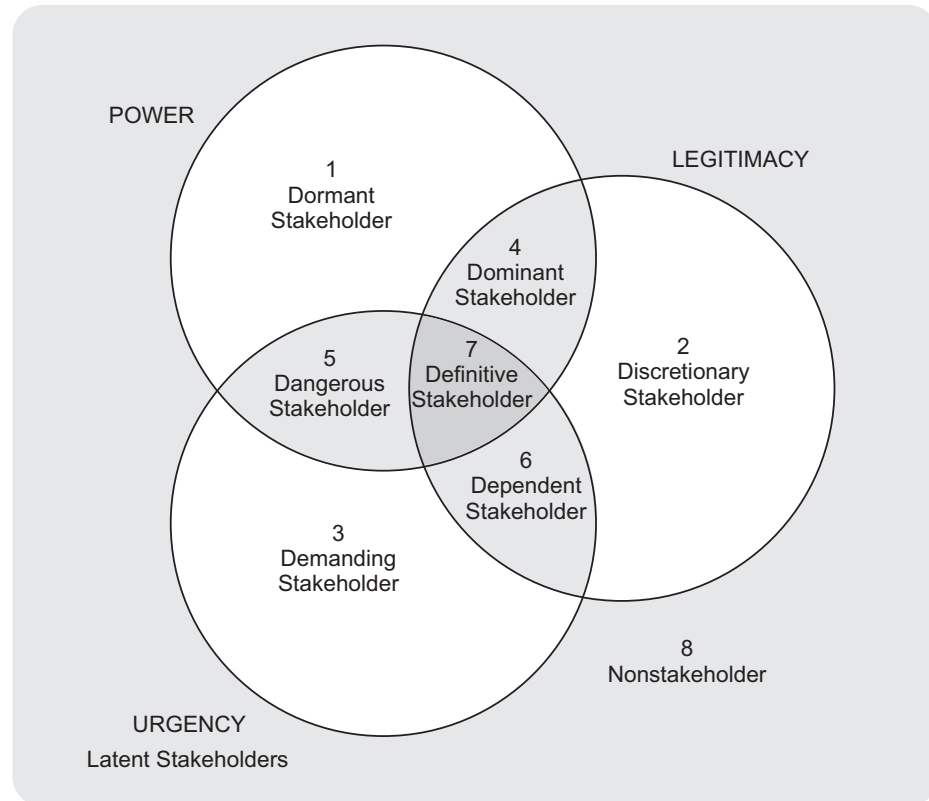 POWER
LEGITIMACY
1
Dormant
Stakeholder
4
Dominant
Stakeholder
5
Dangerous
Stakeholder
7
Definitive
Stakeholder
2
Discretionary
Stakeholder
6
Dependent
Stakeholder
3
Demanding
Stakeholder
8
Nonstakeholder
URGENCY
Latent Stakeholders